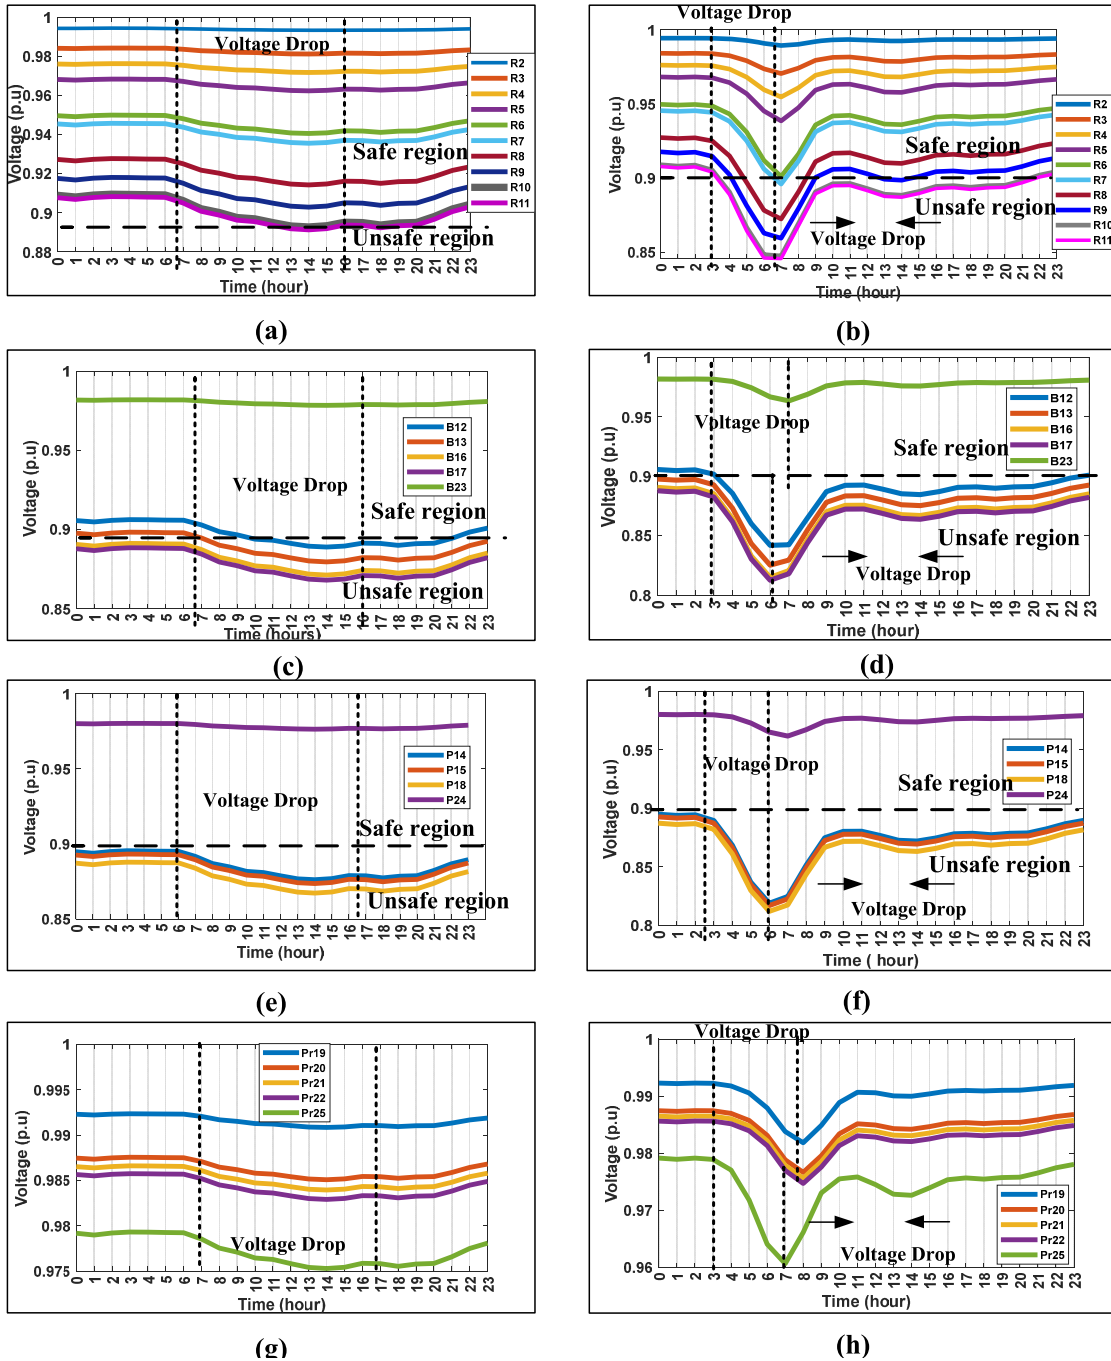 Voltage Drop
Voltage (p.u)
1
0.98
0.96
0.94
0.92
0.9
0.88
Voltage Drop
Safe region
Unsafe region
R2
R3
R4
R5
R6
R7
R8
R9
R10
R11
0 1 2 3 4 5 6 7 8 9 10 11 12 13 14 15 16 17 18 19 20 21 22 23
Time (hour)
(a)
Voltage (p.u)
1
0.95
0.9
0.85
Safe region
Unsafe region
Voltage Drop
R2
R3
R4
R5
R6
R7
R8
R9
R10
R11
0 1 2 3 4 5 6 7 8 9 10 11 12 13 14 15 16 17 18 19 20 21 22 23
Time (hour)
(b)
Voltage (p.u)
1
0.95
0.9
0.85
B12
B13
B16
B17
B23
Voltage Drop
Safe region
Unsafe region
0 1 2 3 4 5 6 7 8 9 10 11 12 13 14 15 16 17 18 19 20 21 22 23
Time (hours)
(c)
Voltage (p.u)
1
0.95
0.9
0.85
0.8
B12
B13
B16
B17
B23
Voltage Drop
Safe region
Unsafe region
Voltage Drop
0 1 2 3 4 5 6 7 8 9 10 11 12 13 14 15 16 17 18 19 20 21 22 23
Time (hour)
(d)
Voltage (p.u)
1
0.95
0.9
0.85
P14
P15
P18
P24
Voltage Drop
Safe region
Unsafe region
0 1 2 3 4 5 6 7 8 9 10 11 12 13 14 15 16 17 18 19 20 21 22 23
Time (hour)
(e)
Voltage (p.u)
1
0.95
0.9
0.85
0.8
P14
P15
P18
P24
Voltage Drop
Safe region
Unsafe region
Voltage Drop
0 1 2 3 4 5 6 7 8 9 10 11 12 13 14 15 16 17 18 19 20 21 22 23
Time ( hour)
(f)
Voltage (p.u)
1
0.995
0.99
0.985
0.98
0.975
Pr19
Pr20
Pr21
Pr22
Pr25
Voltage Drop
0 1 2 3 4 5 6 7 8 9 10 11 12 13 14 15 16 17 18 19 20 21 22 23
Time (hour)
(g)
Voltage Drop
Voltage (p.u)
1
0.99
0.98
0.97
0.96
Pr19
Pr20
Pr21
Pr22
Pr25
Voltage Drop
0 1 2 3 4 5 6 7 8 9 10 11 12 13 14 15 16 17 18 19 20 21 22 23
Time (hour)
(h)